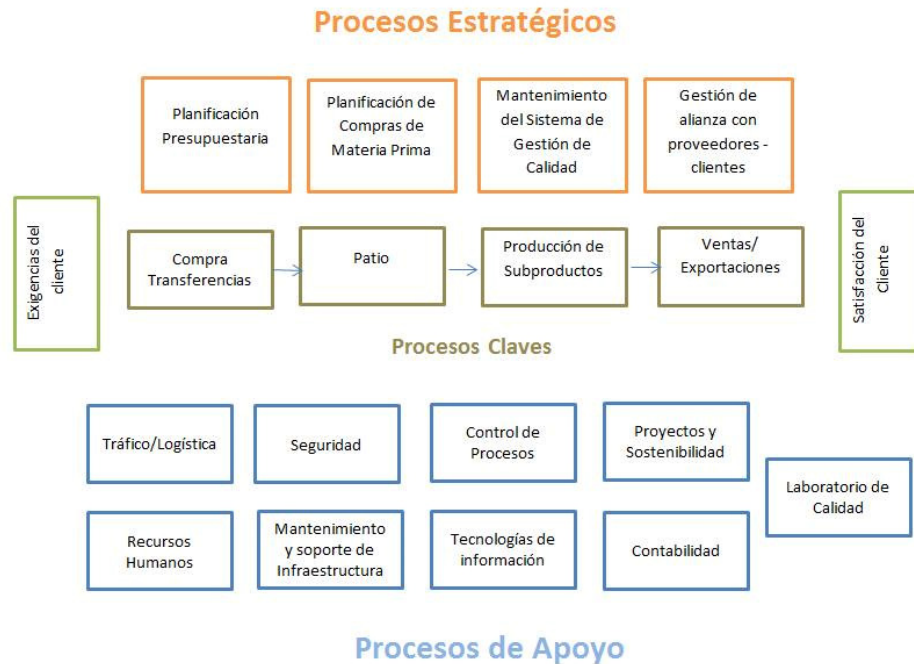 Procesos Estratégicos
Planificación
Presupuestaria
Planificación de
Compras de
Materia Prima
Mantenimiento
del Sistema de
Gestión de
Calidad
Gestión de
alianza con
proveedores -
clientes
Exigencias del
cliente
Compra
Transferencias
Patio
Producción de
Subproductos
Ventas/
Exportaciones
Satisfacción del
Cliente
Procesos Claves
Tráfico/Logística
Seguridad
Control de
Procesos
Proyectos y
Sostenibilidad
Laboratorio de
Calidad
Recursos
Humanos
Mantenimiento
y soporte de
Infraestructura
Tecnologías de
información
Contabilidad
Procesos de Apoyo